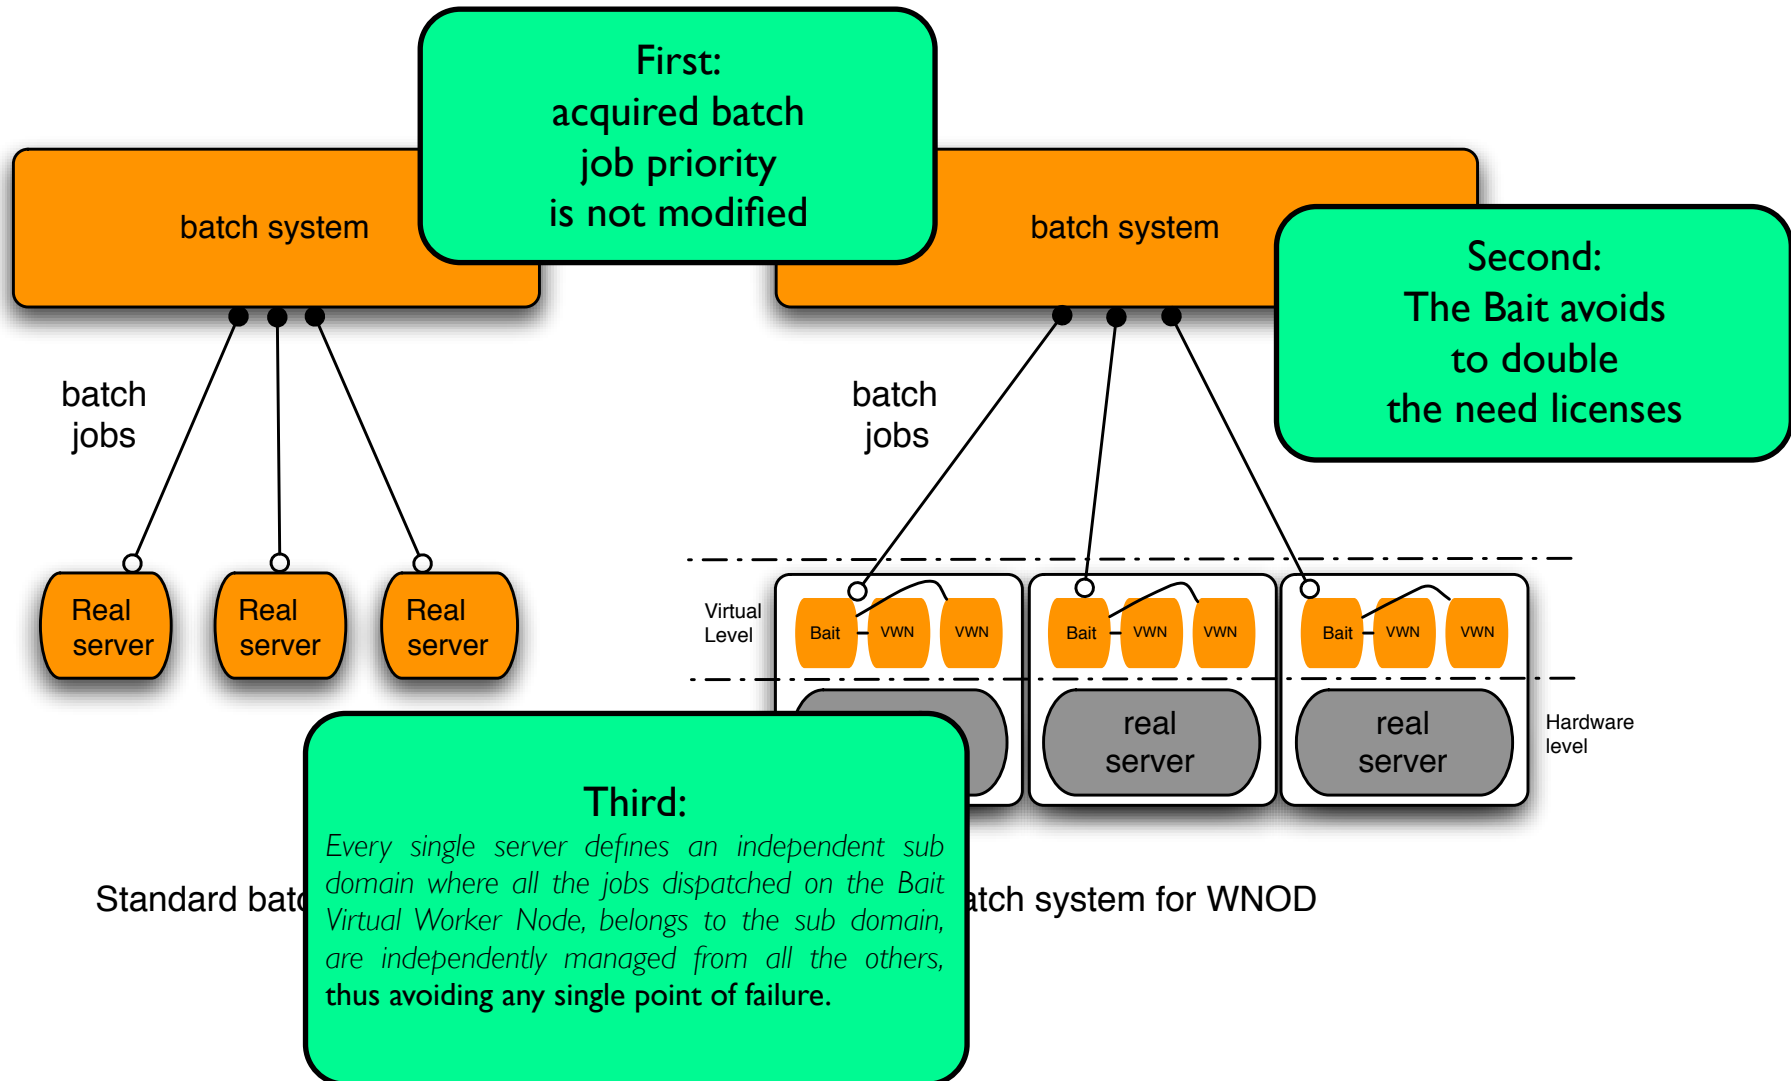 First:
acquired batch
job priority
is not modified
batch system
batch system
Second:
The Bait avoids
to double
the need licenses
batch
jobs
batch
jobs
Real
server
Real
server
Real
server
Virtual
Level
Bait
VWN
VWN
Bait
VWN
VWN
Bait
VWN
VWN
real
server
real
server
Hardware
level
Third:
Every single server defines an independent sub
domain where all the jobs dispatched on the Bait
Virtual Worker Node, belongs to the sub domain,
are independently managed from all the others,
thus avoiding any single point of failure.
Standard
system for WNOD